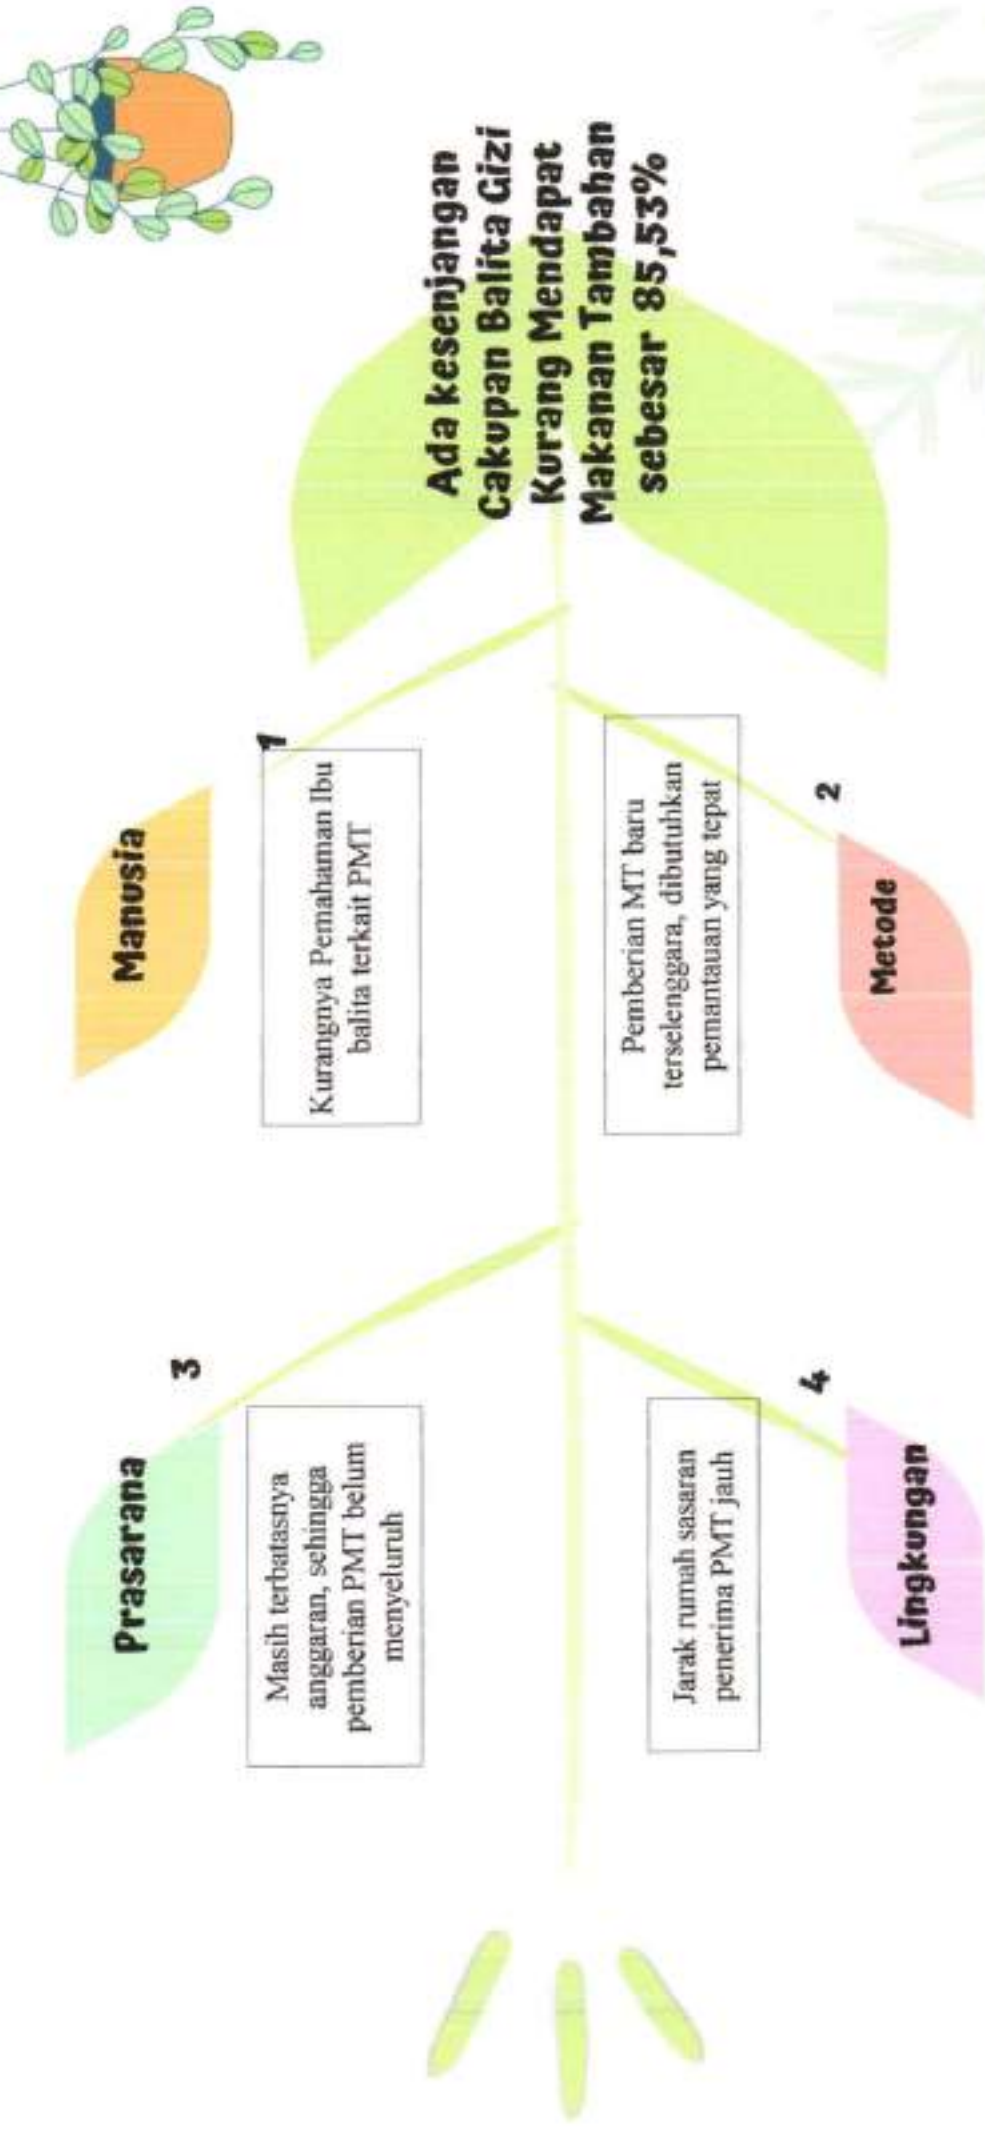 Ada kesenjangan
Cakupan Balita Gizi
Kurang Mendapat
Makanan Tambahan
sebesar 85,53%
Manusia
1
Kurangnya Pemahaman Ibu
balita terkait PMT
2
Metode
Pemberian MT baru
terselenggara, dibutuhkan
pemantauan yang tepat
Prasarana
3
Masih terbatasnya
anggaran, sehingga
pemberian PMT belum
menyeluruh
4
Lingkungan
Jarak rumah sasaran
penerima PMT jauh